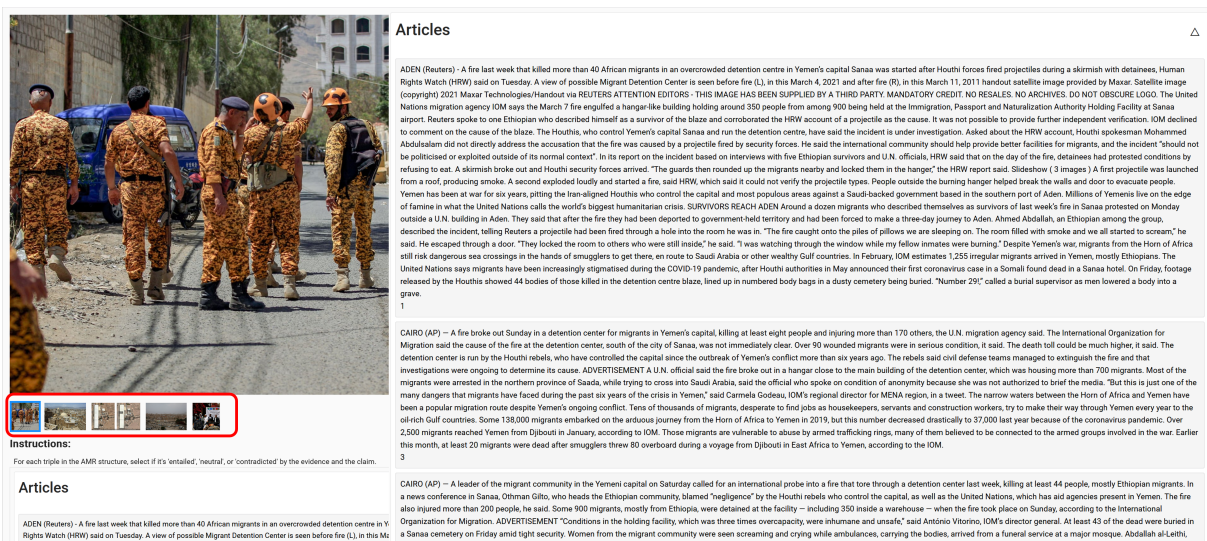 Articles
△
ADEN (Reuters) - A fire last week that killed more than 40 African migrants in an overcrowded detention centre in Yemen's capital Sanaa was started after Houthi forces fired projectiles during a skirmish with detainees, Human
Rights Watch (HRW) said on Tuesday. A view of possible Migrant Detention Center is seen before fire (L), in this March 4, 2021 and after fire (R), in this March 11, 2011 handout satellite image provided by Maxar. Satellite image
(copyright) 2021 Maxar Technologies/Handout via REUTERS ATTENTION EDITORS - THIS IMAGE HAS BEEN SUPPLIED BY A THIRD PARTY. MANDATORY CREDIT. NO RESALES. NO ARCHIVES. DO NOT OBSCURE LOGO. The United
Nations migration agency IOM says the March 7 fire engulfed a hangar-like building holding around 350 people from among 900 being held at the Immigration, Passport and Naturalization Authority Holding Facility at Sanaa
airport. Reuters spoke to one Ethiopian who described himself as a survivor of the blaze and corroborated the HRW account of a projectile as the cause. It was not possible to provide further independent verification. IOM declined
to comment on the cause of the blaze. The Houthis, who control Yemen's capital Sanaa and run the detention centre, have said the incident is under investigation. Asked about the HRW account, Houthi spokesman Mohammed
Abdulsalam did not directly address the accusation that the fire was caused by a projectile fired by security forces. He said the international community should help provide better facilities for migrants, and the incident "should not
be politicised or exploited outside of its normal context". In its report on the incident based on interviews with five Ethiopian survivors and U.N. officials, HRW said that on the day of the fire, detainees had protested conditions by
refusing to eat. A skirmish broke out and Houthi security forces arrived. "The guards then rounded up the migrants nearby and locked them in the hanger," the HRW report said. Slideshow ( 3 images ) A first projectile was launched
from a roof, producing smoke. A second exploded loudly and started a fire, said HRW, which said it could not verify the projectile types. People outside the burning hanger helped break the walls and door to evacuate people.
Yemen has been at war for six years, pitting the Iran-aligned Houthis who control the capital and most populous areas against a Saudi-backed government based in the southern port of Aden. Millions of Yemenis live on the edge
of famine in what the United Nations calls the world's biggest humanitarian crisis. SURVIVORS REACH ADEN Around a dozen migrants who described themselves as survivors of last week's fire in Sanaa protested on Monday
outside a U.N. building in Aden. They said that after the fire they had been deported to government-held territory and had been forced to make a three-day journey to Aden. Ahmed Abdallah, an Ethiopian among the group,
described the incident, telling Reuters a projectile had been fired through a hole into the room he was in. "The fire caught onto the piles of pillows we are sleeping on. The room filled with smoke and we all started to scream," he
said. He escaped through a door. "They locked the room to others who were still inside," he said. "I was watching through the window while my fellow inmates were burning." Despite Yemen's war, migrants from the Horn of Africa
still risk dangerous sea crossings in the hands of smugglers to get there, en route to Saudi Arabia or other wealthy Gulf countries. In February, IOM estimates 1,255 irregular migrants arrived in Yemen, mostly Ethiopians. The
United Nations says migrants have been increasingly stigmatised during the COVID-19 pandemic, after Houthi authorities in May announced their first coronavirus case in a Somali found dead in a Sanaa hotel. On Friday, footage
released by the Houthis showed 44 bodies of those killed in the detention centre blaze, lined up in numbered body bags in a dusty cemetery being buried. "Number 29!," called a burial supervisor as men lowered a body into a
grave.
1
CAIRO (AP) — A fire broke out Sunday in a detention center for migrants in Yemen's capital, killing at least eight people and injuring more than 170 others, the U.N. migration agency said. The International Organization for
Migration said the cause of the fire at the detention center, south of the city of Sanaa, was not immediately clear. Over 90 wounded migrants were in serious condition, it said. The death toll could be much higher, it said. The
detention center is run by the Houthi rebels, who have controlled the capital since the outbreak of Yemen's conflict more than six years ago. The rebels said civil defense teams managed to extinguish the fire and that
investigations were ongoing to determine its cause. ADVERTISEMENT A U.N. official said the fire broke out in a hangar close to the main building of the detention center, which was housing more than 700 migrants. Most of the
migrants were arrested in the northern province of Saada, while trying to cross into Saudi Arabia, said the official who spoke on condition of anonymity because she was not authorized to brief the media. "But this is just one of the
many dangers that migrants have faced during the past six years of the crisis in Yemen," said Carmela Godeau, IOM's regional director for MENA region, in a tweet. The narrow waters between the Horn of Africa and Yemen have
been a popular migration route despite Yemen's ongoing conflict. Tens of thousands of migrants, desperate to find jobs as housekeepers, servants and construction workers, try to make their way through Yemen every year to the
oil-rich Gulf countries. Some 138,000 migrants embarked on the arduous journey from the Horn of Africa to Yemen in 2019, but this number decreased drastically to 37,000 last year because of the coronavirus pandemic. Over
2,500 migrants reached Yemen from Djibouti in January, according to IOM. Those migrants are vulnerable to abuse by armed trafficking rings, many of them believed to be connected to the armed groups involved in the war. Earlier
this month, at least 20 migrants were dead after smugglers threw 80 overboard during a voyage from Djibouti in East Africa to Yemen, according to the IOM.
3
CAIRO (AP) — A leader of the migrant community in the Yemeni capital on Saturday called for an international probe into a fire that tore through a detention center last week, killing at least 44 people, mostly Ethiopian migrants. In
a news conference in Sanaa, Othman Gilto, who heads the Ethiopian community, blamed "negligence" by the Houthi rebels who control the capital, as well as the United Nations, which has aid agencies present in Yemen. The fire
also injured more than 200 people, he said. Some 900 migrants, mostly from Ethiopia, were detained at the facility — including 350 inside a warehouse — when the fire took place on Sunday, according to the International
Organization for Migration. ADVERTISEMENT "Conditions in the holding facility, which was three times overcapacity, were inhumane and unsafe," said António Vitorino, IOM's director general. At least 43 of the dead were buried in
a Sanaa cemetery on Friday amid tight security. Women from the migrant community were seen screaming and crying while ambulances, carrying the bodies, arrived from a funeral service at a major mosque. Abdallah al-Leithi,
Instructions:
For each triple in the AMR structure, select if it's 'entailed', 'neutral', or 'contradicted' by the evidence and the claim.
Articles
ADEN (Reuters) - A fire last week that killed more than 40 African migrants in an overcrowded detention centre in Ye
Rights Watch (HRW) said on Tuesday. A view of possible Migrant Detention Center is seen before fire (L), in this Ma